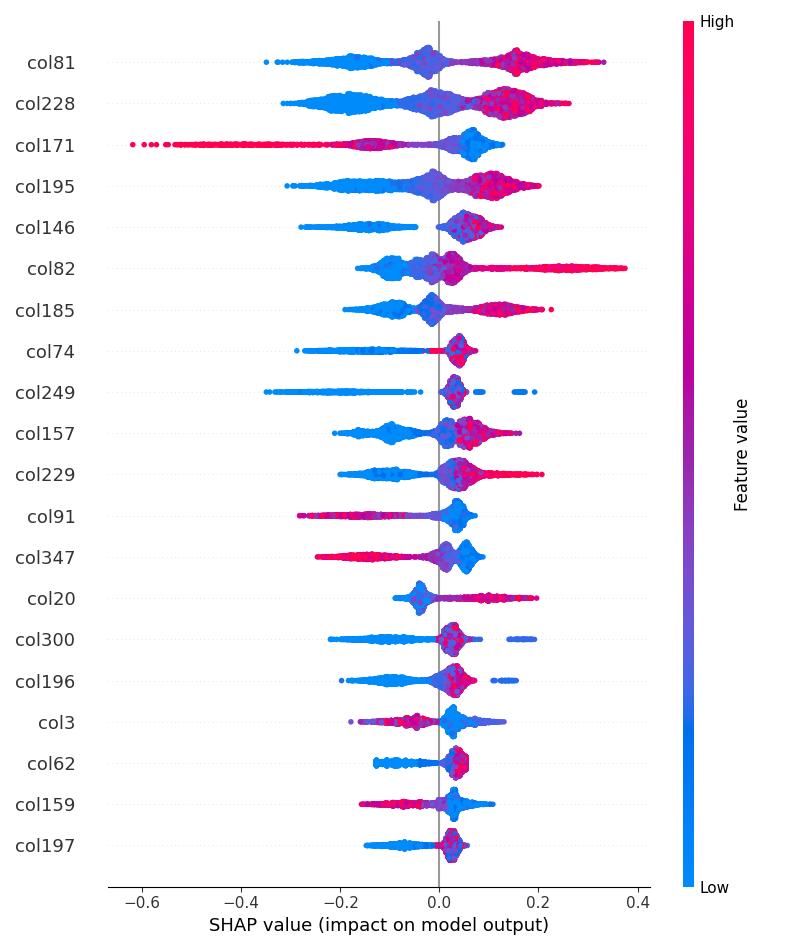 High
col81
col228
col171
col195
col146
col82
col185
col74
col249
col157
col229
col91
col347
col20
col300
col196
col3
col62
col159
col197
Feature value
Low
−0.6 −0.4 −0.2 0.0 0.2 0.4
SHAP value (impact on model output)